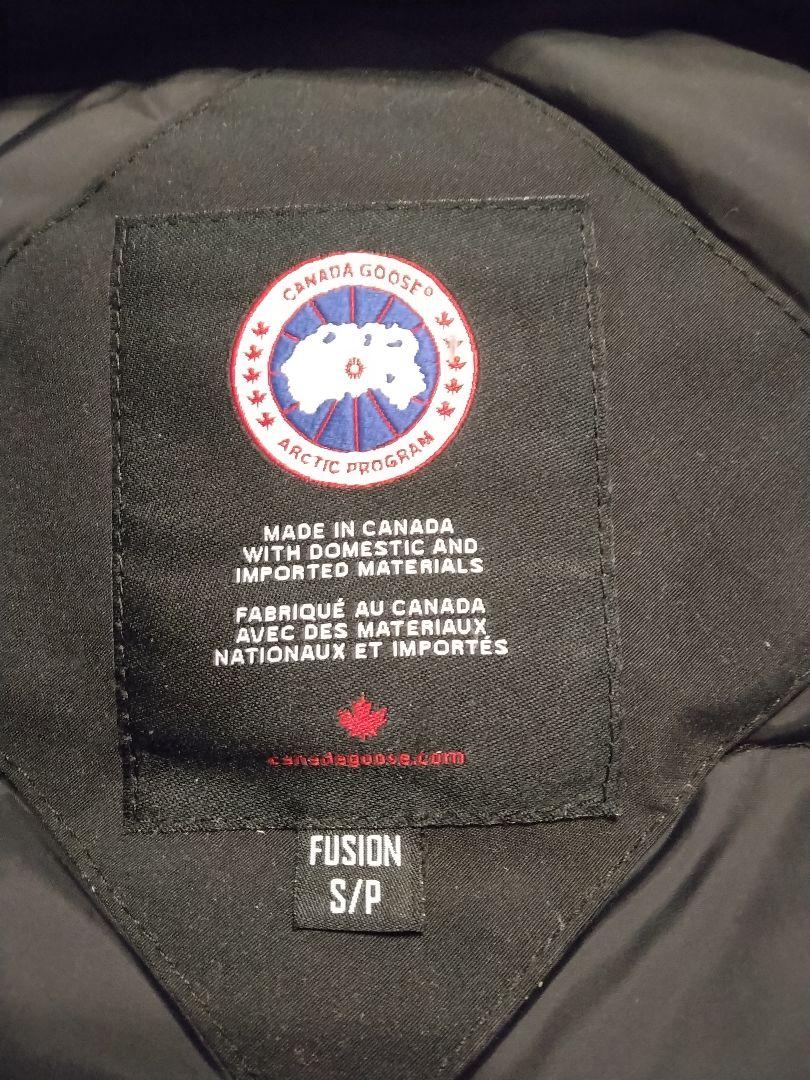 CANADA GOOSE®
ARCTIC PROGRAM
MADE IN CANADA
WITH DOMESTIC AND
IMPORTED MATERIALS
FABRIQUÉ AU CANADA
AVEC DES MATERIAUX
NATIONAUX ET IMPORTÉS
canadagoose.com
FUSION
S/P